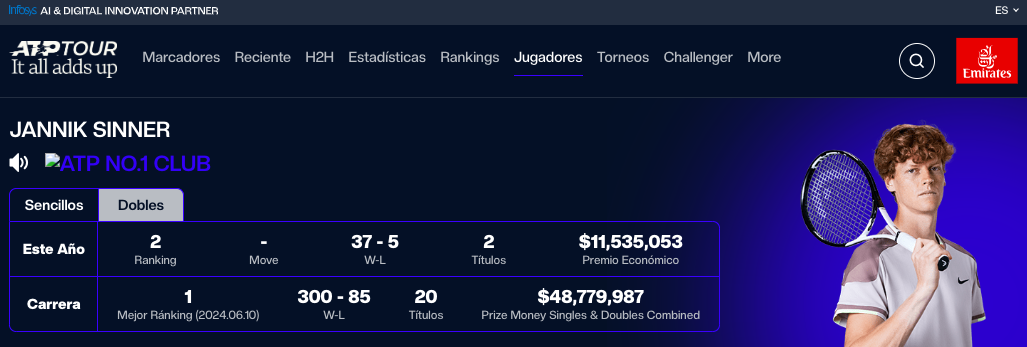 Infosys AI & DIGITAL INNOVATION PARTNER
ES
ATP TOUR
It all adds up
Marcadores Reciente H2H Estadísticas Rankings Jugadores Torneos Challenger More
Emirates
JANNIK SINNER
ATP NO.1 CLUB
Sencillos Dobles
Este Año
2
Ranking
-
Move
37 - 5
W-L
2
Títulos
$11,535,053
Premio Económico
Carrera
1
Mejor Ránking (2024.06.10)
300 - 85
W-L
20
Títulos
$48,779,987
Prize Money Singles & Doubles Combined